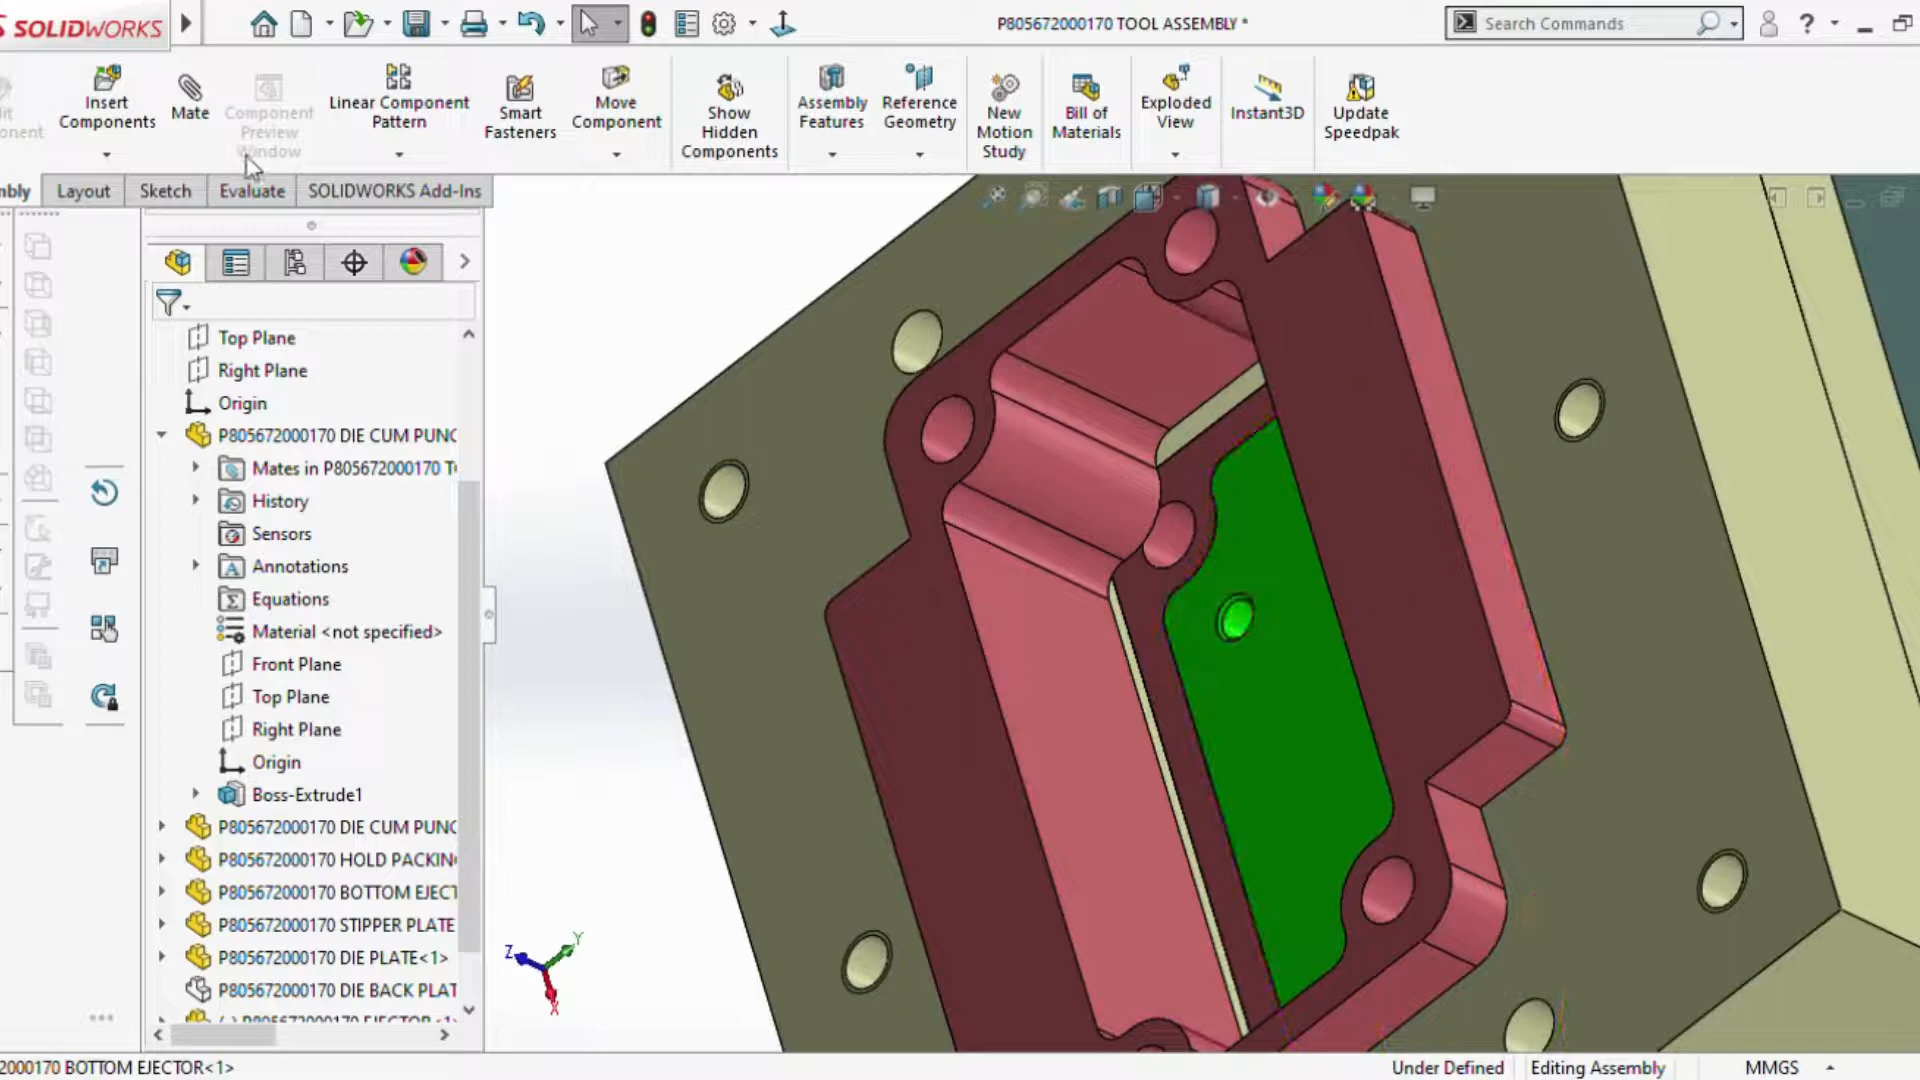 SOLIDWORKS
P805672000170 TOOL ASSEMBLY *
Search Commands
?
Insert
Components
Mate
Component
Preview
Window
Linear Component
Pattern
Smart
Fasteners
Move
Component
Show
Hidden
Components
Assembly
Features
Reference
Geometry
New
Motion
Study
Bill of
Materials
Exploded
View
Instant3D
Update
Speedpak
Layout
Sketch
Evaluate
SOLIDWORKS Add-Ins
Top Plane
Right Plane
Origin
P805672000170 DIE CUM PUNC
Mates in P805672000170 T
History
Sensors
Annotations
Equations
Material <not specified>
Front Plane
Top Plane
Right Plane
Origin
Boss-Extrude1
P805672000170 DIE CUM PUNC
P805672000170 HOLD PACKIN
P805672000170 BOTTOM EJECT
P805672000170 STIPPER PLATE
P805672000170 DIE PLATE<1>
P805672000170 DIE BACK PLAT
Z
Y
X
2000170 BOTTOM EJECTOR<1>
Under Defined
Editing Assembly
MMGS